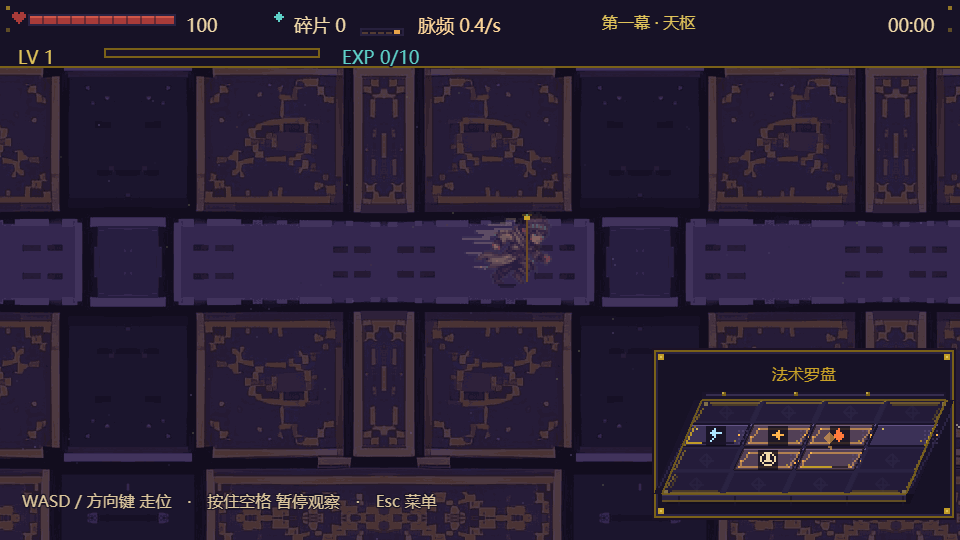 100 碎片 0 脉频 0.4/s 第一幕 · 天枢 00:00
LV 1 EXP 0/10
法术罗盘
WASD / 方向键 走位 · 按住空格 暂停观察 · Esc 菜单